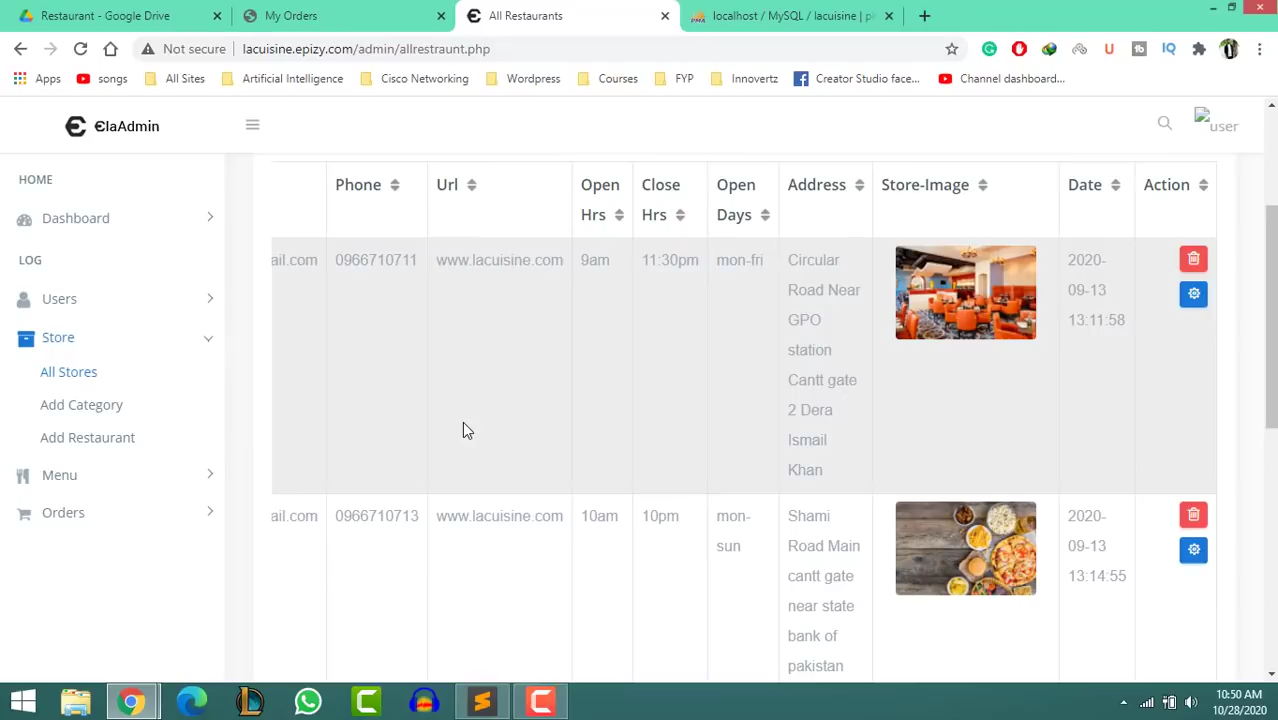 Restaurant - Google Drive
My Orders
All Restaurants
localhost / MySQL / lacuisine | p
Not secure
lacuisine.epizy.com/admin/allrestraunt.php
Apps
songs
All Sites
Artificial Intelligence
Cisco Networking
Wordpress
Courses
FYP
Innovertz
Creator Studio face...
Channel dashboard...
ElaAdmin
user
HOME
Dashboard
LOG
Users
Store
All Stores
Add Category
Add Restaurant
Menu
Orders
Phone
Url
Open
Hrs
Close
Hrs
Open
Days
Address
Store-Image
Date
Action
ail.com
0966710711
www.lacuisine.com
9am
11:30pm
mon-fri
Circular
Road Near
GPO
station
Cantt gate
2 Dera
Ismail
Khan
2020-
09-13
13:11:58
ail.com
0966710713
www.lacuisine.com
10am
10pm
mon-
sun
Shami
Road Main
cantt gate
near state
bank of
pakistan
2020-
09-13
13:14:55
10:50 AM
10/28/2020